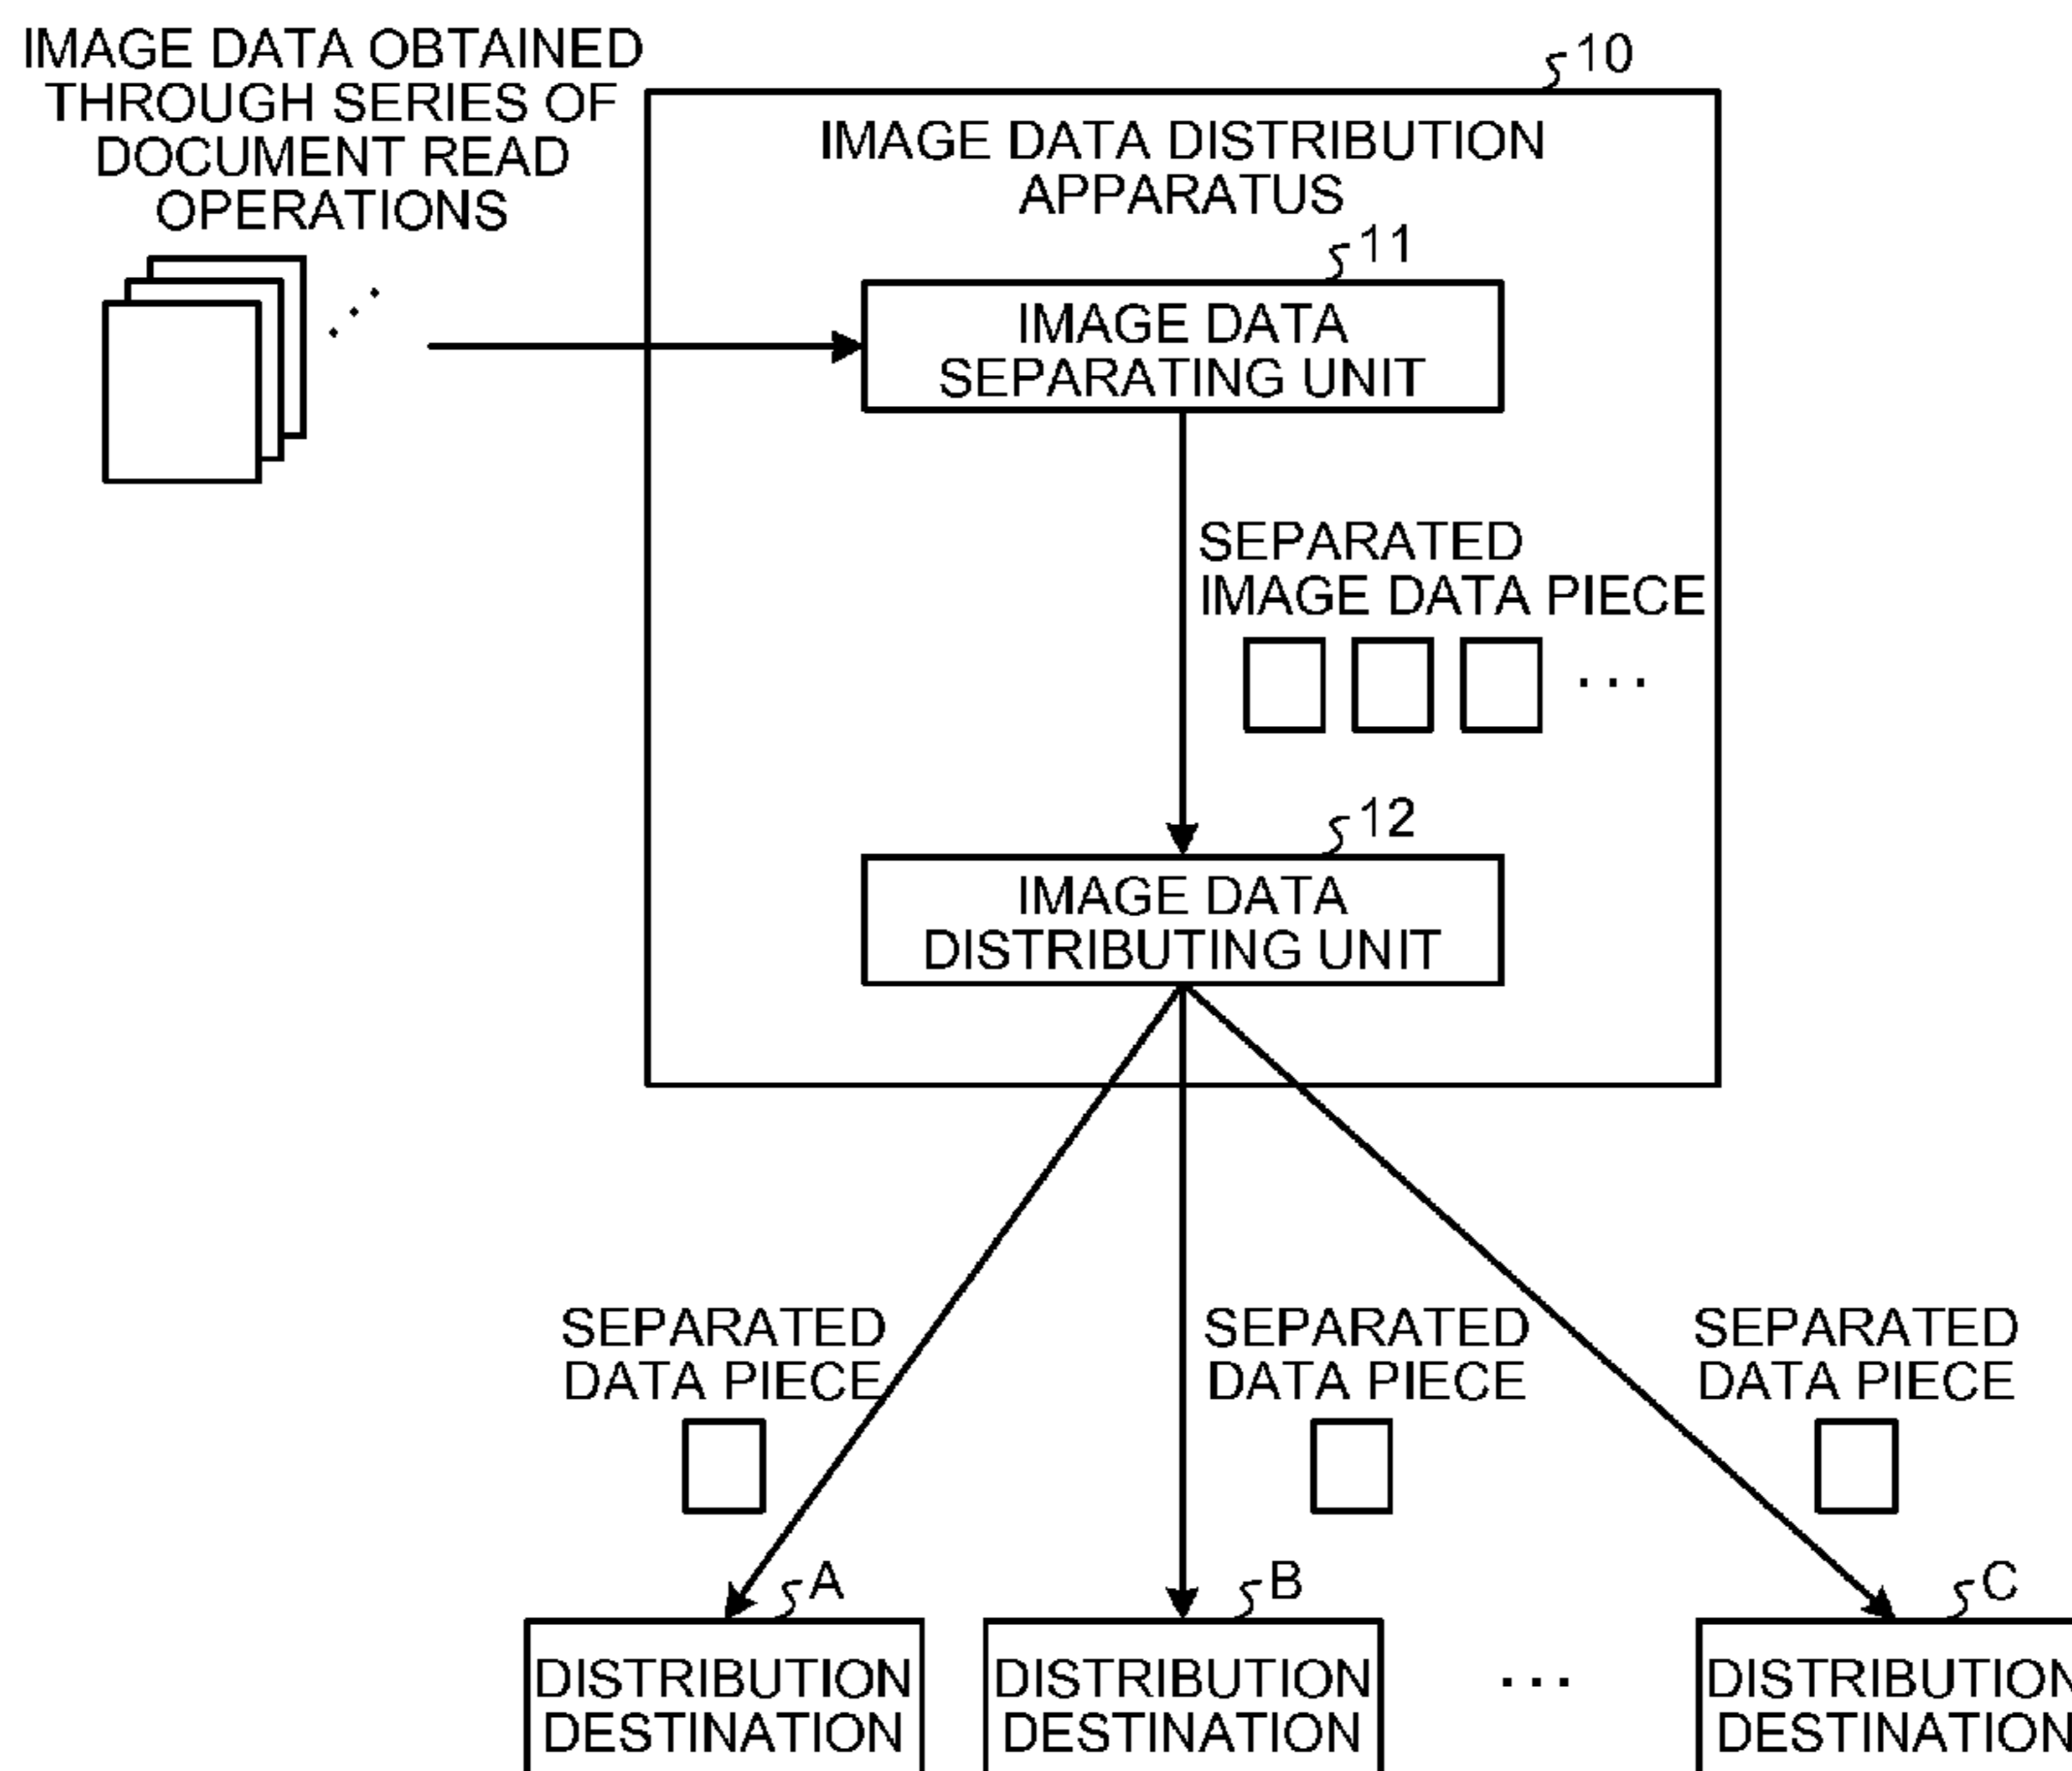 IMAGE DATA OBTAINED
THROUGH SERIES OF
DOCUMENT READ
OPERATIONS
10
IMAGE DATA DISTRIBUTION
APPARATUS
11
IMAGE DATA
SEPARATING UNIT
SEPARATED
IMAGE DATA PIECE
...
12
IMAGE DATA
DISTRIBUTING UNIT
SEPARATED
DATA PIECE
SEPARATED
DATA PIECE
SEPARATED
DATA PIECE
A
DISTRIBUTION
DESTINATION
B
DISTRIBUTION
DESTINATION
...
C
DISTRIBUTION
DESTINATION